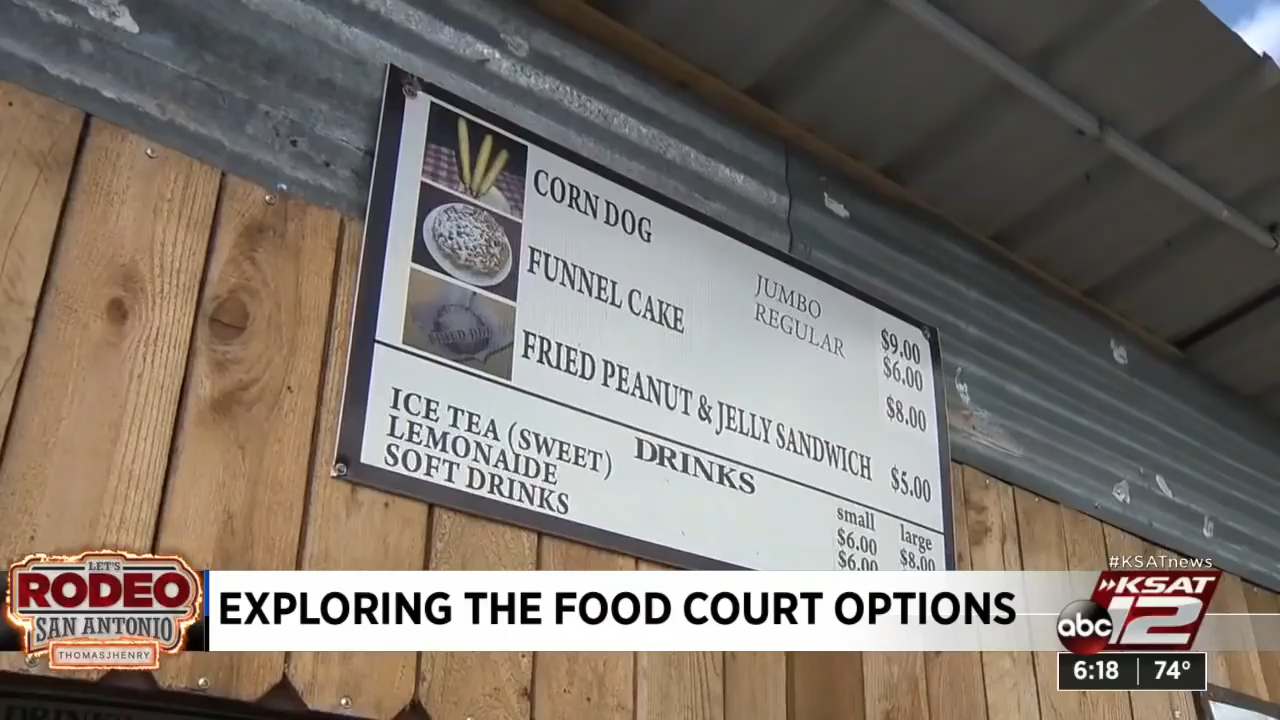 CORN DOG
JUMBO $9.00
REGULAR $6.00
FUNNEL CAKE $8.00
FRIED PEANUT & JELLY SANDWICH $5.00
DRINKS
small large
ICE TEA (SWEET) $6.00 $8.00
LEMONAIDE $6.00
SOFT DRINKS
#KSATnews
LET'S
RODEO
SAN ANTONIO
THOMASJHENRY
EXPLORING THE FOOD COURT OPTIONS
KSAT
abc 12
6:18 74°
DRINKS